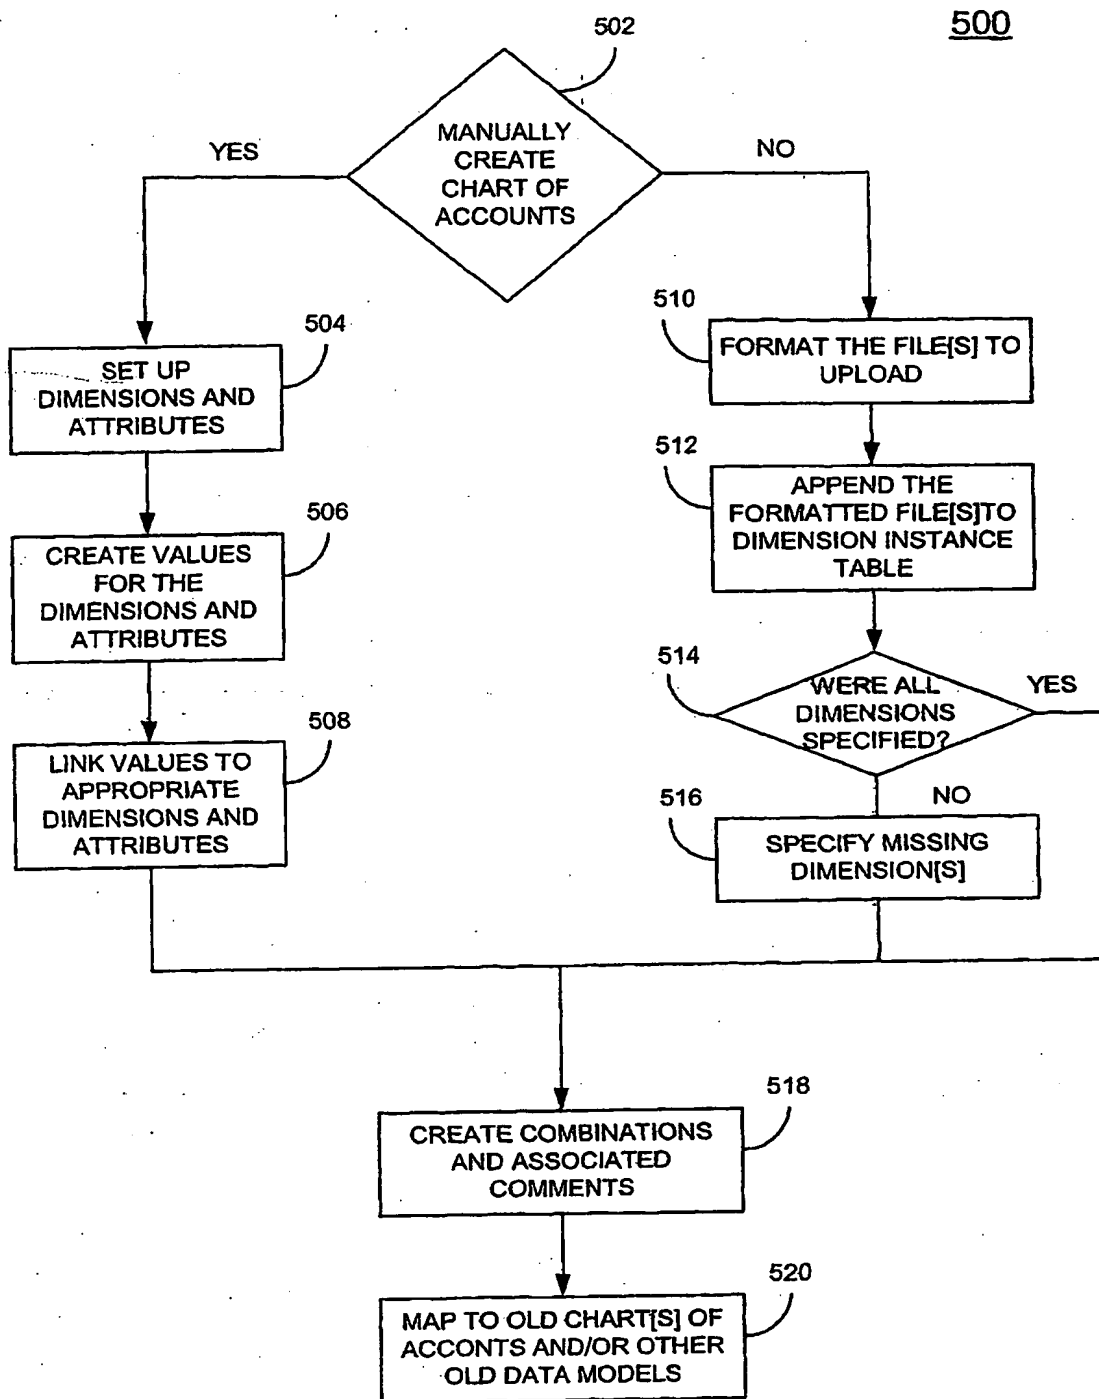 500
502
MANUALLY
CREATE
CHART OF
ACCOUNTS
YES
NO
504
SET UP
DIMENSIONS AND
ATTRIBUTES
506
CREATE VALUES
FOR THE
DIMENSIONS AND
ATTRIBUTES
508
LINK VALUES TO
APPROPRIATE
DIMENSIONS AND
ATTRIBUTES
510
FORMAT THE FILE[S] TO
UPLOAD
512
APPEND THE
FORMATTED FILE[S]TO
DIMENSION INSTANCE
TABLE
514
WERE ALL
DIMENSIONS
SPECIFIED?
YES
NO
516
SPECIFY MISSING
DIMENSION[S]
518
CREATE COMBINATIONS
AND ASSOCIATED
COMMENTS
520
MAP TO OLD CHART[S] OF
ACCONTS AND/OR OTHER
OLD DATA MODELS